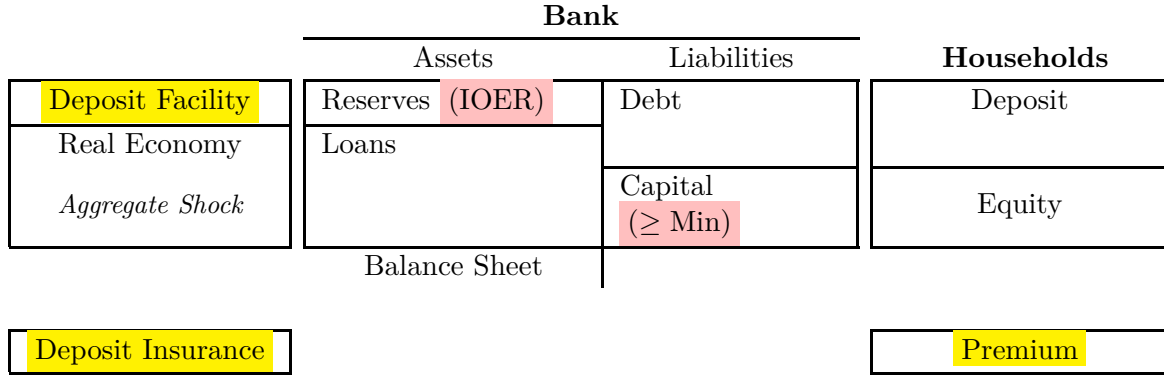 Bank
Assets Liabilities Households
Deposit Facility Reserves (IOER) Debt Deposit
Real Economy Loans
Capital
Aggregate Shock Equity
(≥ Min)
Balance Sheet
Deposit Insurance Premium